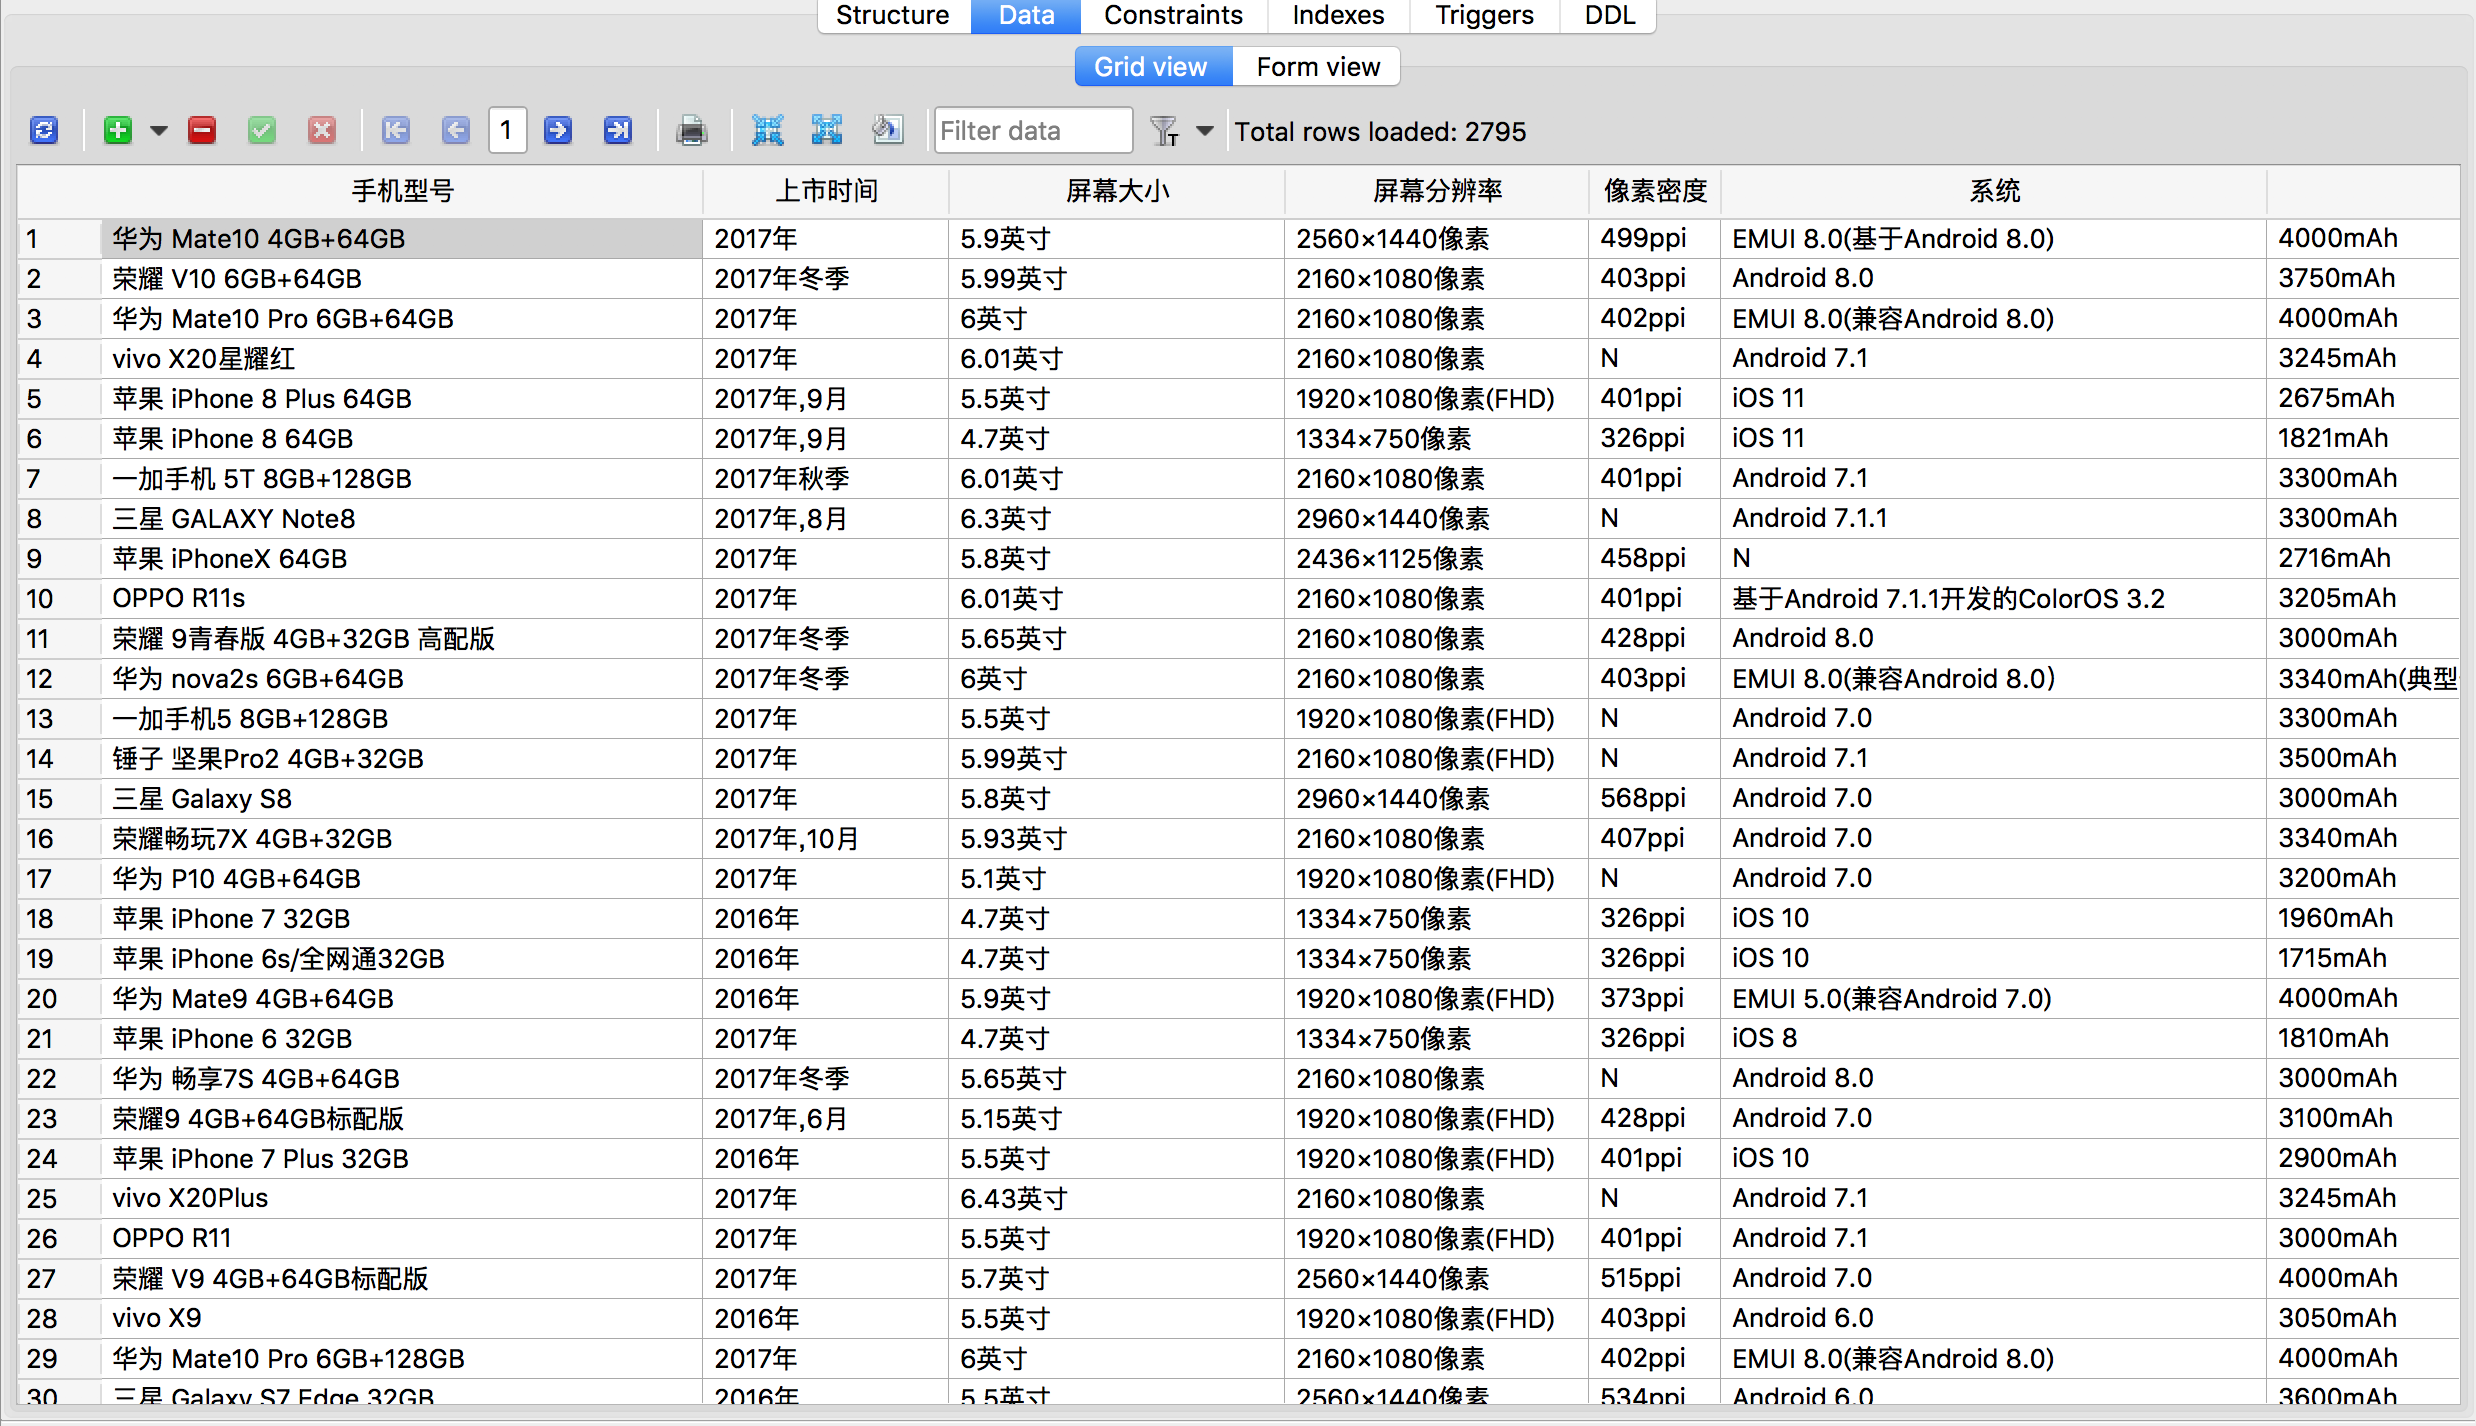 Structure Data Constraints Indexes Triggers DDL
Grid view Form view
1 Filter data Total rows loaded: 2795
手机型号 上市时间 屏幕大小 屏幕分辨率 像素密度 系统
1 华为 Mate10 4GB+64GB 2017年 5.9英寸 2560×1440像素 499ppi EMUI 8.0(基于Android 8.0) 4000mAh
2 荣耀 V10 6GB+64GB 2017年冬季 5.99英寸 2160×1080像素 403ppi Android 8.0 3750mAh
3 华为 Mate10 Pro 6GB+64GB 2017年 6英寸 2160×1080像素 402ppi EMUI 8.0(兼容Android 8.0) 4000mAh
4 vivo X20星耀红 2017年 6.01英寸 2160×1080像素 N Android 7.1 3245mAh
5 苹果 iPhone 8 Plus 64GB 2017年,9月 5.5英寸 1920×1080像素(FHD) 401ppi iOS 11 2675mAh
6 苹果 iPhone 8 64GB 2017年,9月 4.7英寸 1334×750像素 326ppi iOS 11 1821mAh
7 一加手机 5T 8GB+128GB 2017年秋季 6.01英寸 2160×1080像素 401ppi Android 7.1 3300mAh
8 三星 GALAXY Note8 2017年,8月 6.3英寸 2960×1440像素 N Android 7.1.1 3300mAh
9 苹果 iPhoneX 64GB 2017年 5.8英寸 2436×1125像素 458ppi N 2716mAh
10 OPPO R11s 2017年 6.01英寸 2160×1080像素 401ppi 基于Android 7.1.1开发的ColorOS 3.2 3205mAh
11 荣耀 9青春版 4GB+32GB 高配版 2017年冬季 5.65英寸 2160×1080像素 428ppi Android 8.0 3000mAh
12 华为 nova2s 6GB+64GB 2017年冬季 6英寸 2160×1080像素 403ppi EMUI 8.0(兼容Android 8.0） 3340mAh(典型
13 一加手机5 8GB+128GB 2017年 5.5英寸 1920×1080像素(FHD) N Android 7.0 3300mAh
14 锤子 坚果Pro2 4GB+32GB 2017年 5.99英寸 2160×1080像素(FHD) N Android 7.1 3500mAh
15 三星 Galaxy S8 2017年 5.8英寸 2960×1440像素 568ppi Android 7.0 3000mAh
16 荣耀畅玩7X 4GB+32GB 2017年,10月 5.93英寸 2160×1080像素 407ppi Android 7.0 3340mAh
17 华为 P10 4GB+64GB 2017年 5.1英寸 1920×1080像素(FHD) N Android 7.0 3200mAh
18 苹果 iPhone 7 32GB 2016年 4.7英寸 1334×750像素 326ppi iOS 10 1960mAh
19 苹果 iPhone 6s/全网通32GB 2016年 4.7英寸 1334×750像素 326ppi iOS 10 1715mAh
20 华为 Mate9 4GB+64GB 2016年 5.9英寸 1920×1080像素(FHD) 373ppi EMUI 5.0(兼容Android 7.0) 4000mAh
21 苹果 iPhone 6 32GB 2017年 4.7英寸 1334×750像素 326ppi iOS 8 1810mAh
22 华为 畅享7S 4GB+64GB 2017年冬季 5.65英寸 2160×1080像素 N Android 8.0 3000mAh
23 荣耀9 4GB+64GB标配版 2017年,6月 5.15英寸 1920×1080像素(FHD) 428ppi Android 7.0 3100mAh
24 苹果 iPhone 7 Plus 32GB 2016年 5.5英寸 1920×1080像素(FHD) 401ppi iOS 10 2900mAh
25 vivo X20Plus 2017年 6.43英寸 2160×1080像素 N Android 7.1 3245mAh
26 OPPO R11 2017年 5.5英寸 1920×1080像素(FHD) 401ppi Android 7.1 3000mAh
27 荣耀 V9 4GB+64GB标配版 2017年 5.7英寸 2560×1440像素 515ppi Android 7.0 4000mAh
28 vivo X9 2016年 5.5英寸 1920×1080像素(FHD) 403ppi Android 6.0 3050mAh
29 华为 Mate10 Pro 6GB+128GB 2017年 6英寸 2160×1080像素 402ppi EMUI 8.0(兼容Android 8.0) 4000mAh
30 三星 Galaxy S7 Edge 32GB 2016年 5.5英寸 2560×1440像素 534ppi Android 6.0 3600mAh